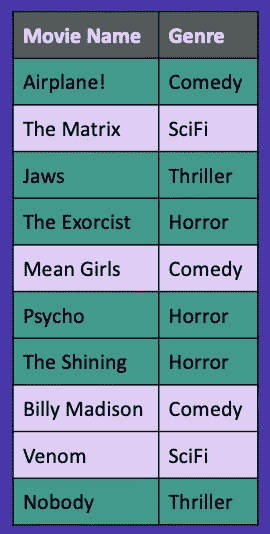 Movie Name Genre
Airplane! Comedy
The Matrix SciFi
Jaws Thriller
The Exorcist Horror
Mean Girls Comedy
Psycho Horror
The Shining Horror
Billy Madison Comedy
Venom SciFi
Nobody Thriller